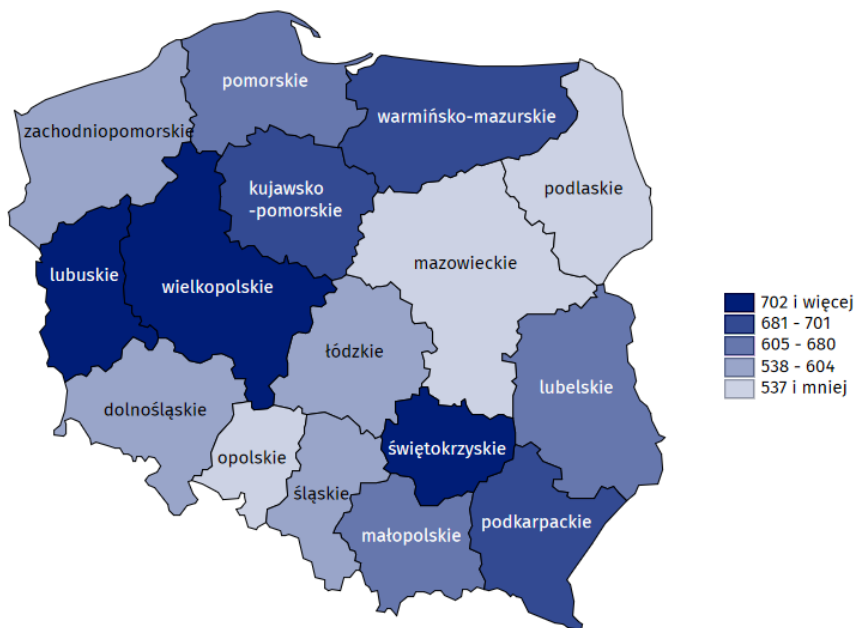 pomorskie
warmińsko-mazurskie
zachodniopomorskie
podlaskie
kujawsko
-pomorskie
mazowieckie
lubuskie
wielkopolskie
łódzkie
lubelskie
dolnośląskie
świętokrzyskie
opolskie
śląskie
podkarpackie
małopolskie
702 i więcej
681 - 701
605 - 680
538 - 604
537 i mniej